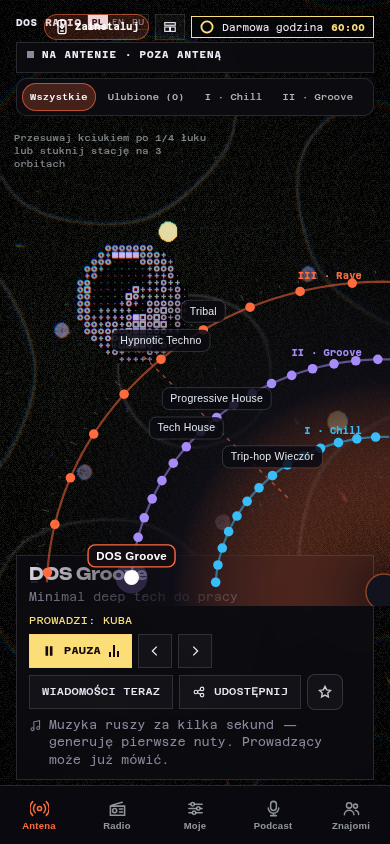 DOS RADIO PL EN RU
Zainstaluj
Darmowa godzina 60:00
NA ANTENIE · POZA ANTENĄ
Wszystkie Ulubione (0) I · Chill II · Groove
Przesuwaj kciukiem po 1/4 łuku
lub stuknij stację na 3
orbitach
III · Rave
Tribal
Hypnotic Techno
II · Groove
Progressive House
Tech House
I · Chill
Trip-hop Wieczór
DOS Groove
DOS Groove
Minimal deep tech do pracy
PROWADZI: KUBA
PAUZA
WIADOMOŚCI TERAZ UDOSTĘPNIJ
Muzyka ruszy za kilka sekund —
generuję pierwsze nuty. Prowadzący
może już mówić.
Antena Radio Moje Podcast Znajomi